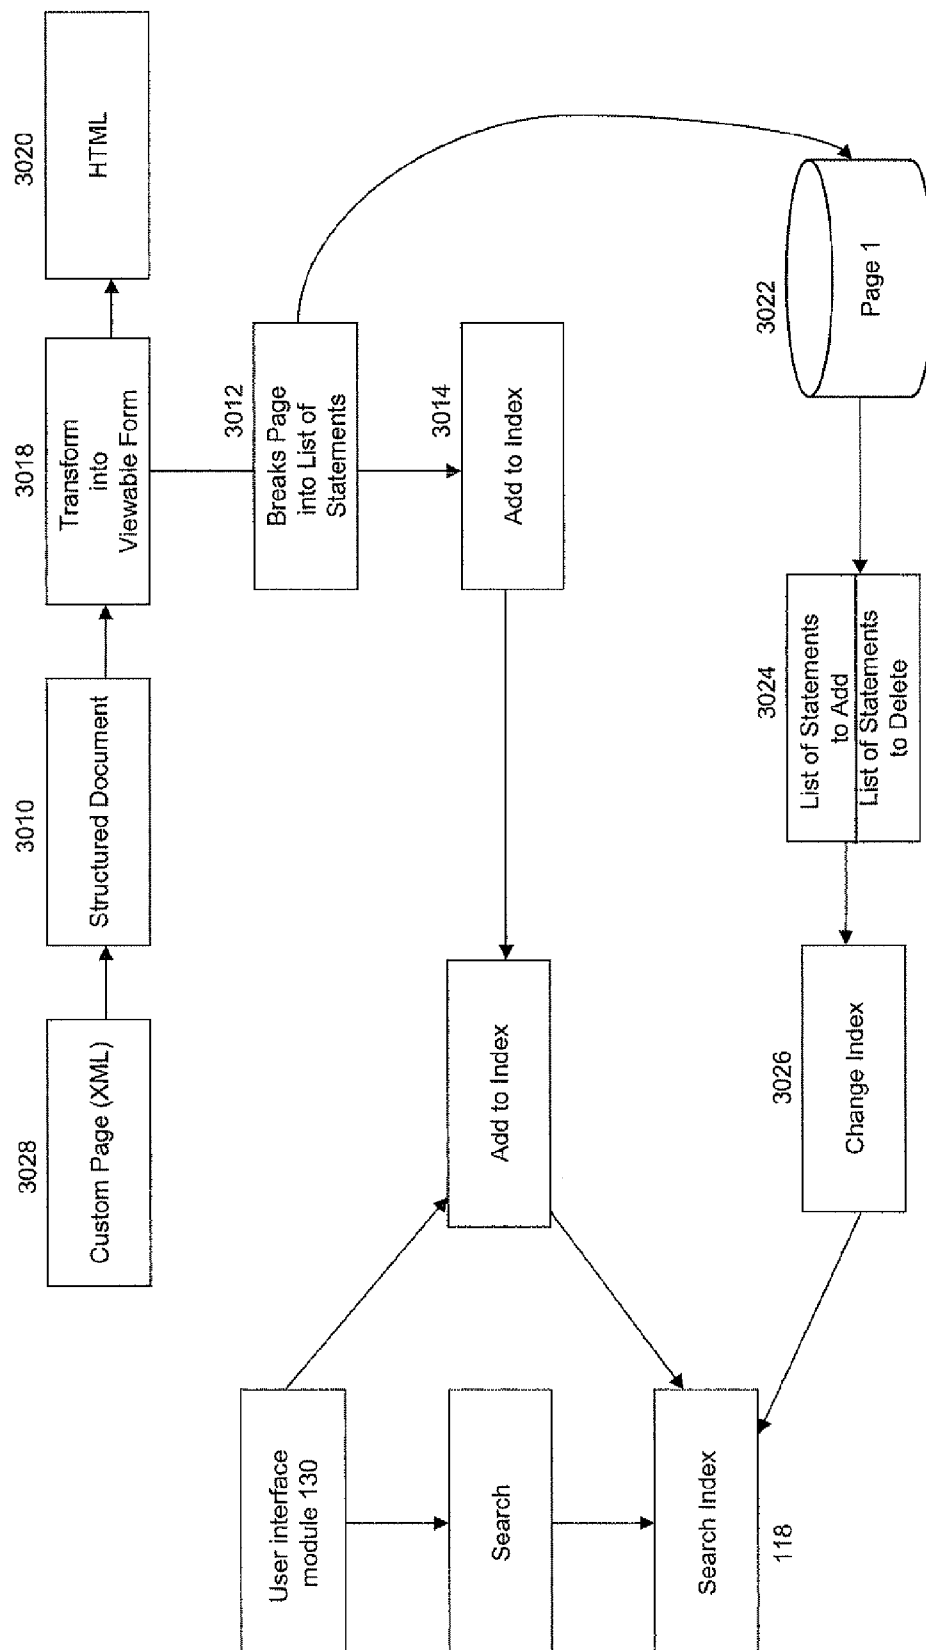 3028
Custom Page (XML)
3010
Structured Document
3018
Transform
into
Viewable Form
3020
HTML
User interface
module 130
3012
Breaks Page
into List of
Statements
Search
Add to Index
3014
Add to Index
Search Index
118
3026
Change Index
3024
List of Statements
to Add
List of Statements
to Delete
3022
Page 1